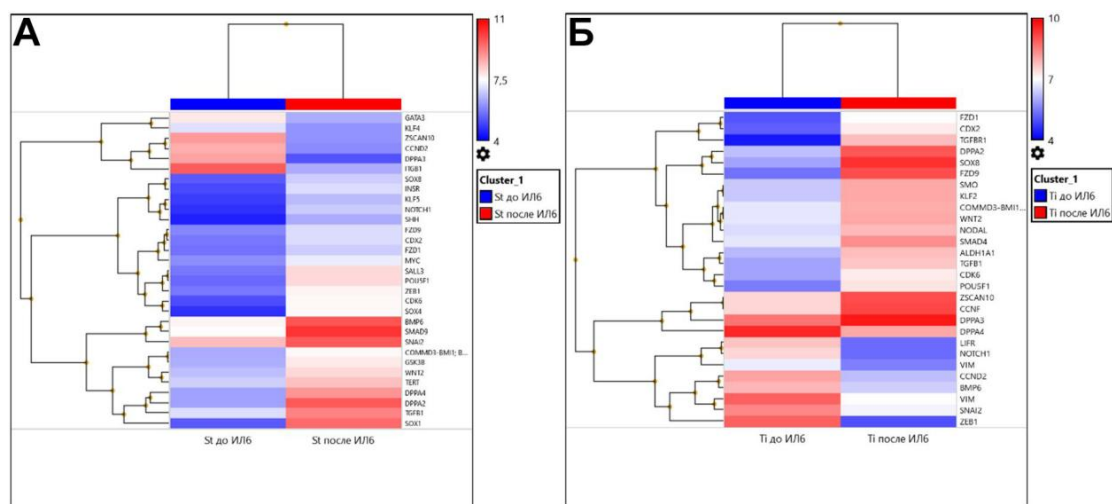 А
11
7,5
4
GATA3
KLF4
ZSCAN10
CCND2
DPPA3
ITGB1
SOX8
INSR
KLF5
NOTCH1
SHH
FZD9
CDX2
FZD1
MYC
SALL3
POU5F1
ZEB1
CDK6
SOX4
BMP6
SMAD9
SNAI2
COMMD3-BMI1; B...
GSK3B
WNT2
TERT
DPPA4
DPPA2
TGFB1
SOX1
Cluster_1
St до ИЛ6
St после ИЛ6
St до ИЛ6
St после ИЛ6
Б
10
7
4
FZD1
CDX2
TGFBR1
DPPA2
SOX8
FZD9
SMO
KLF2
COMMD3-BMI1...
WNT2
NODAL
SMAD4
ALDH1A1
TGFB1
CDK6
POU5F1
ZSCAN10
CCNF
DPPA3
DPPA4
LIFR
NOTCH1
VIM
CCND2
BMP6
VIM
SNAI2
ZEB1
Cluster_1
Ti до ИЛ6
Ti после ИЛ6
Ti до ИЛ6
Ti после ИЛ6